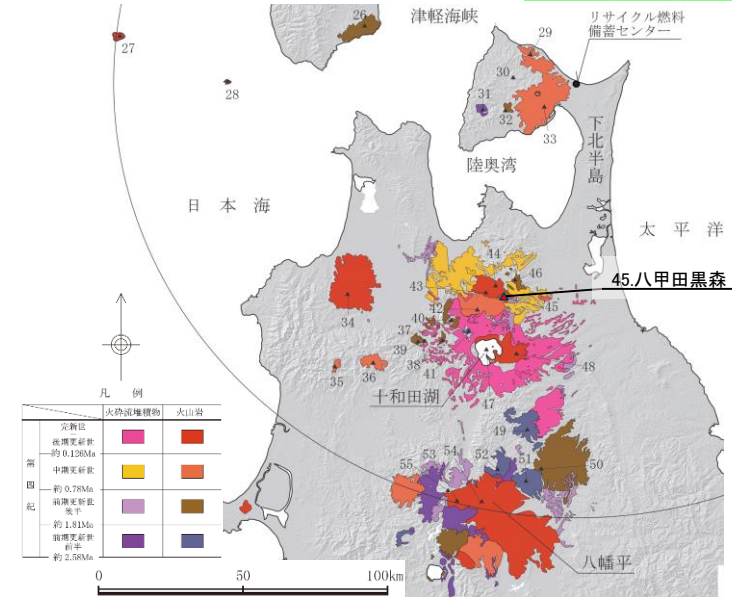 津軽海峡
リサイクル燃料
備蓄センター
26
27
28
29
30
31
32
33
陸奥湾
下北半島
日本海
太平洋
44
46
45.八甲田黒森
43
45
34
42
40
37
39
38
41
35
36
48
十和田湖
47
49
凡 例
火砕流堆積物 火山岩
第四紀
完新世
後期更新世
約 0.126Ma
中期更新世
約 0.78Ma
前期更新世
後半
約 1.81Ma
前期更新世
前半
約 2.58Ma
53
54
52
51
50
55
八幡平
0 50 100km